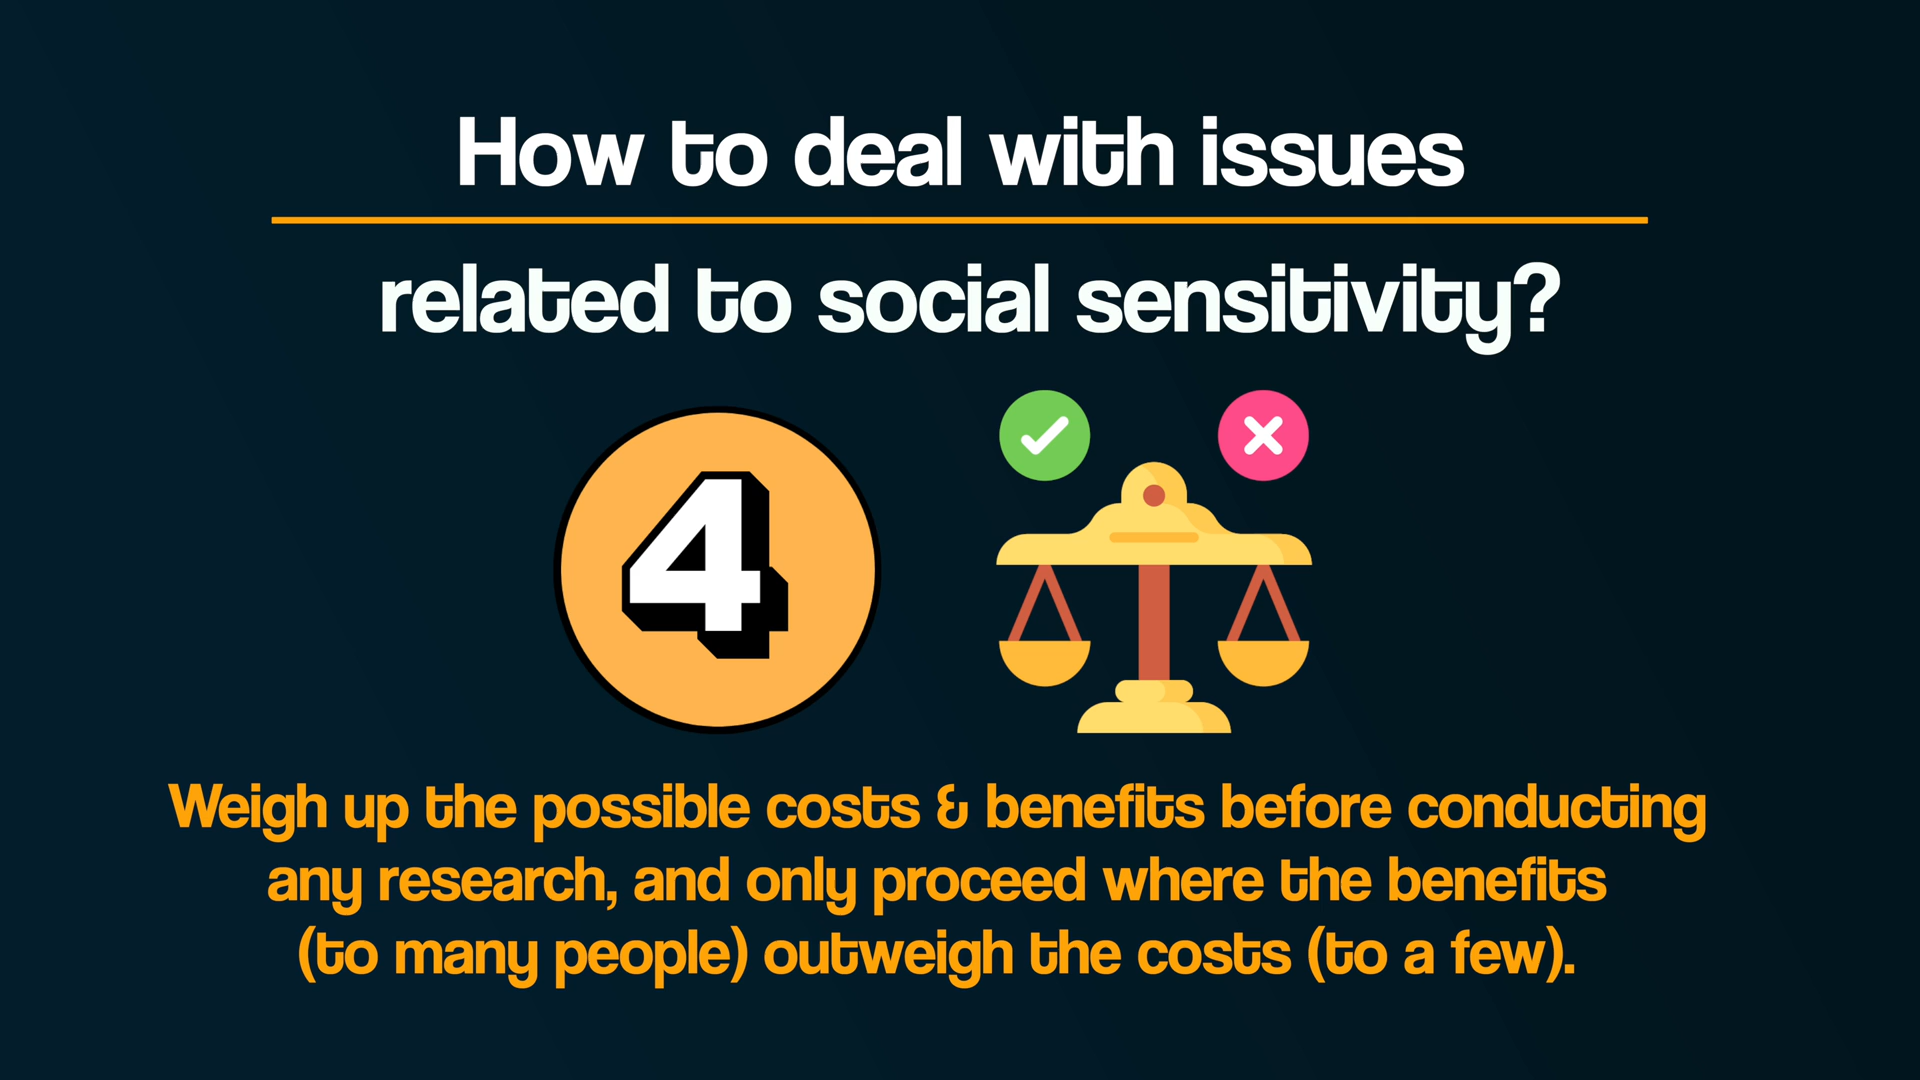 How to deal with issues
related to social sensitivity?
4
Weigh up the possible costs & benefits before conducting
any research, and only proceed where the benefits
(to many people) outweigh the costs (to a few).